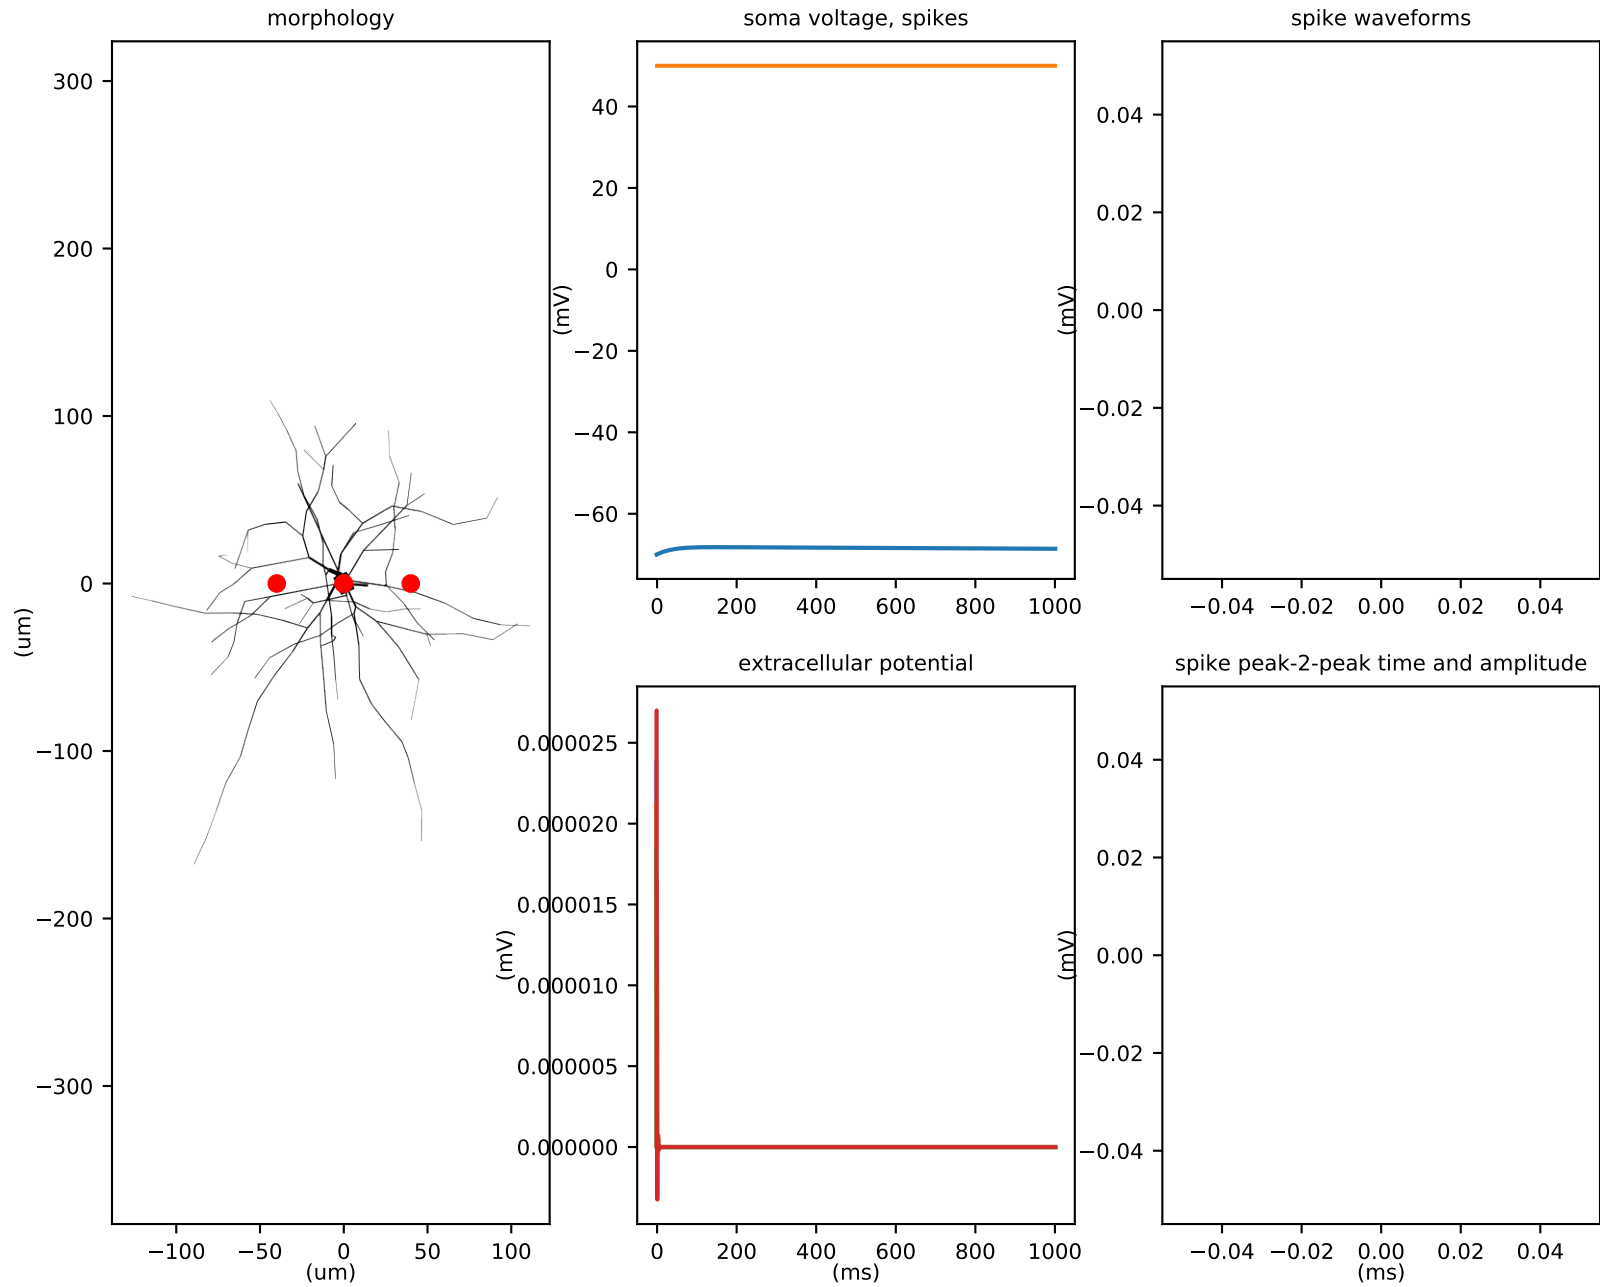 morphology
300
200
100
0
−100
−200
−300
(um)
−100 −50 0 50 100
(um)
soma voltage, spikes
40
20
0
−20
−40
−60
(mV)
0 200 400 600 800 1000
spike waveforms
0.04
0.02
0.00
−0.02
−0.04
(mV)
−0.04 −0.02 0.00 0.02 0.04
extracellular potential
0.000025
0.000020
0.000015
0.000010
0.000005
0.000000
(mV)
0 200 400 600 800 1000
(ms)
spike peak-2-peak time and amplitude
0.04
0.02
0.00
−0.02
−0.04
(mV)
−0.04 −0.02 0.00 0.02 0.04
(ms)